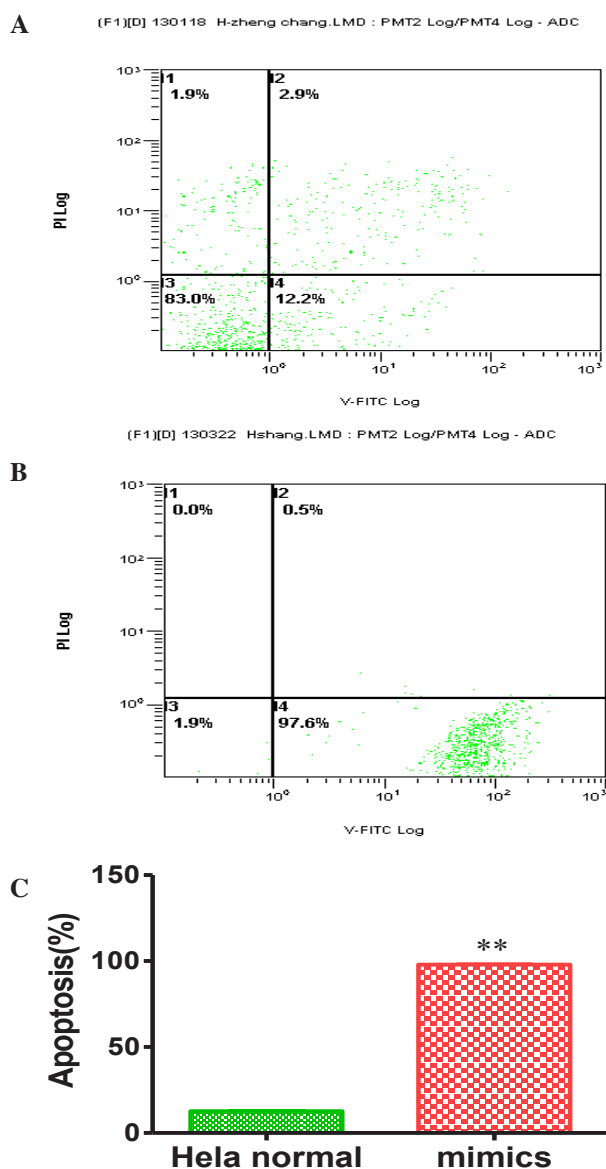 A
(F1)[D] 130118 H-zheng chang.LMD : PMT2 Log/PMT4 Log - ADC
10³
I1
1.9%
I2
2.9%
10²
PI Log
10¹
10⁰
I3
83.0%
I4
12.2%
10⁰ 10¹ 10² 10³
V-FITC Log
(F1)[D] 130322 Hshang.LMD : PMT2 Log/PMT4 Log - ADC
B
10³
I1
0.0%
I2
0.5%
10²
PI Log
10¹
10⁰
I3
1.9%
I4
97.6%
10⁰ 10¹ 10² 10³
V-FITC Log
C
Apoptosis(%)
150
100
50
0
**
Hela normal mimics